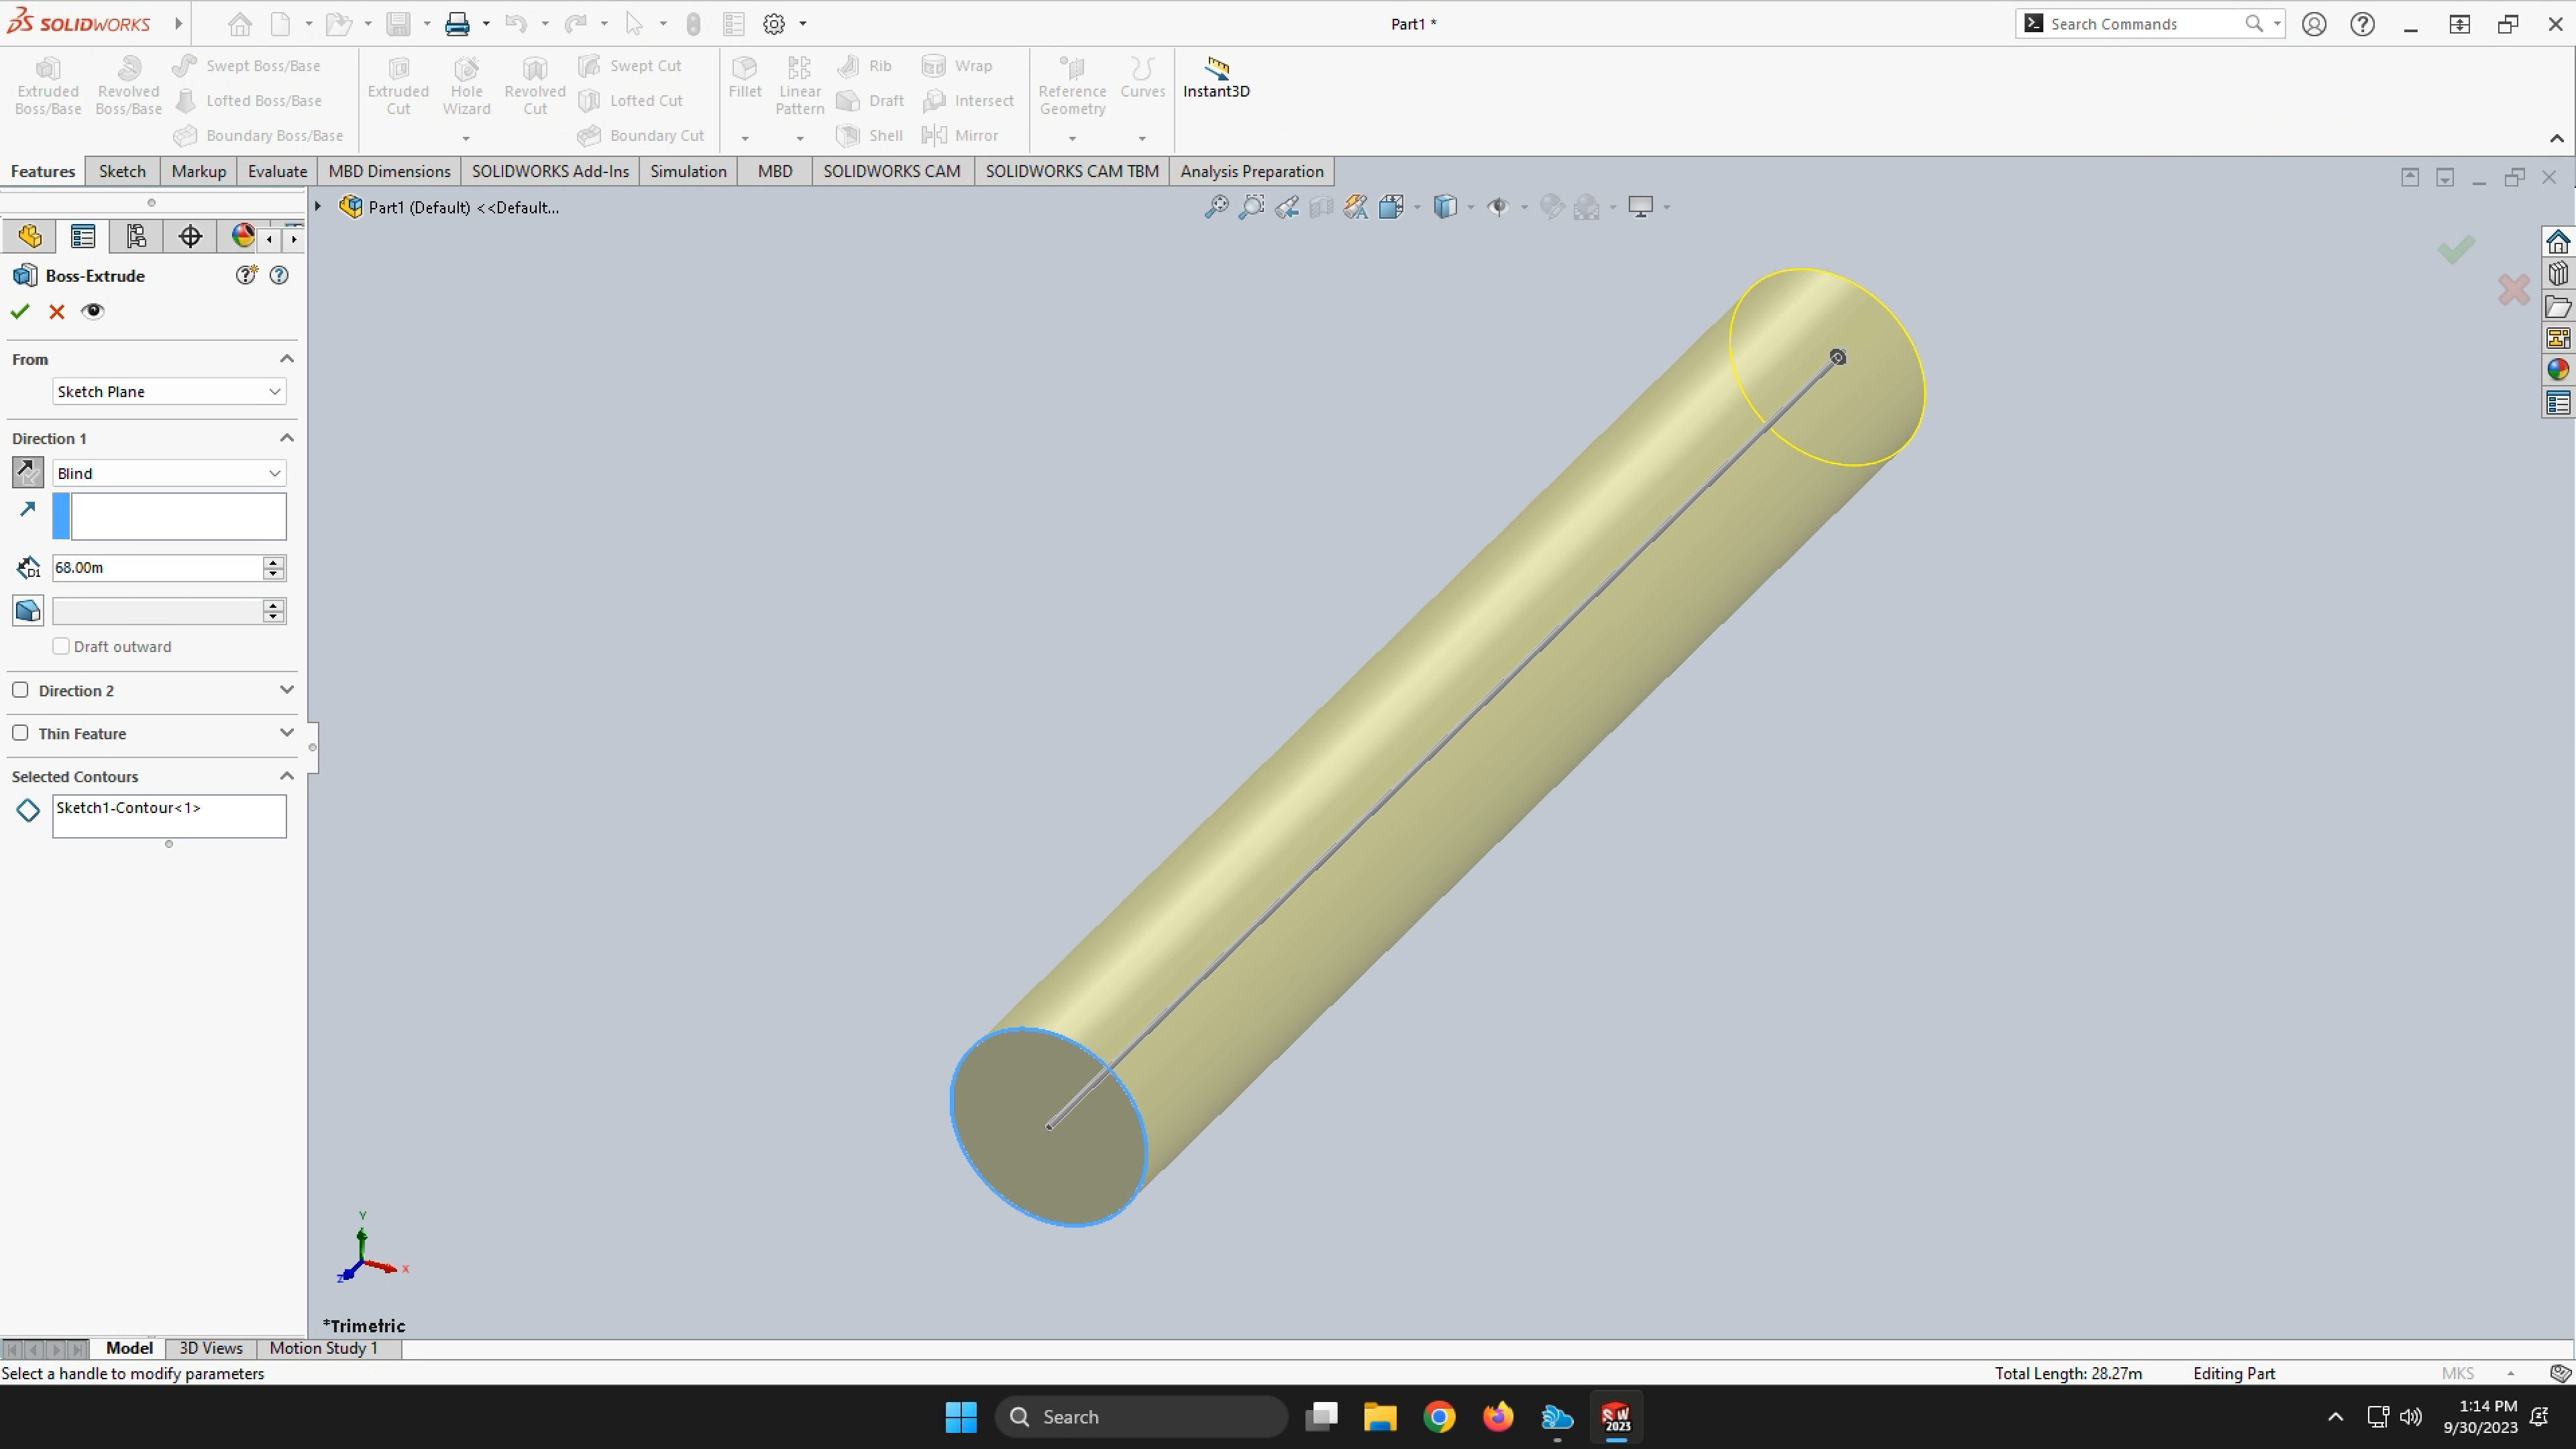 SOLIDWORKS
Part1 *
Search Commands
Extruded Boss/Base
Revolved Boss/Base
Swept Boss/Base
Lofted Boss/Base
Boundary Boss/Base
Extruded Cut
Hole Wizard
Revolved Cut
Swept Cut
Lofted Cut
Boundary Cut
Fillet
Linear Pattern
Rib
Draft
Shell
Wrap
Intersect
Mirror
Reference Geometry
Curves
Instant3D
Features
Sketch
Markup
Evaluate
MBD Dimensions
SOLIDWORKS Add-Ins
Simulation
MBD
SOLIDWORKS CAM
SOLIDWORKS CAM TBM
Analysis Preparation
Part1 (Default) <<Default...
Boss-Extrude
From
Sketch Plane
Direction 1
Blind
D1
68.00m
Draft outward
Direction 2
Thin Feature
Selected Contours
Sketch1-Contour<1>
Y
X
Z
*Trimetric
Model
3D Views
Motion Study 1
Select a handle to modify parameters
Total Length: 28.27m
Editing Part
MKS
Search
SW
2023
1:14 PM
9/30/2023